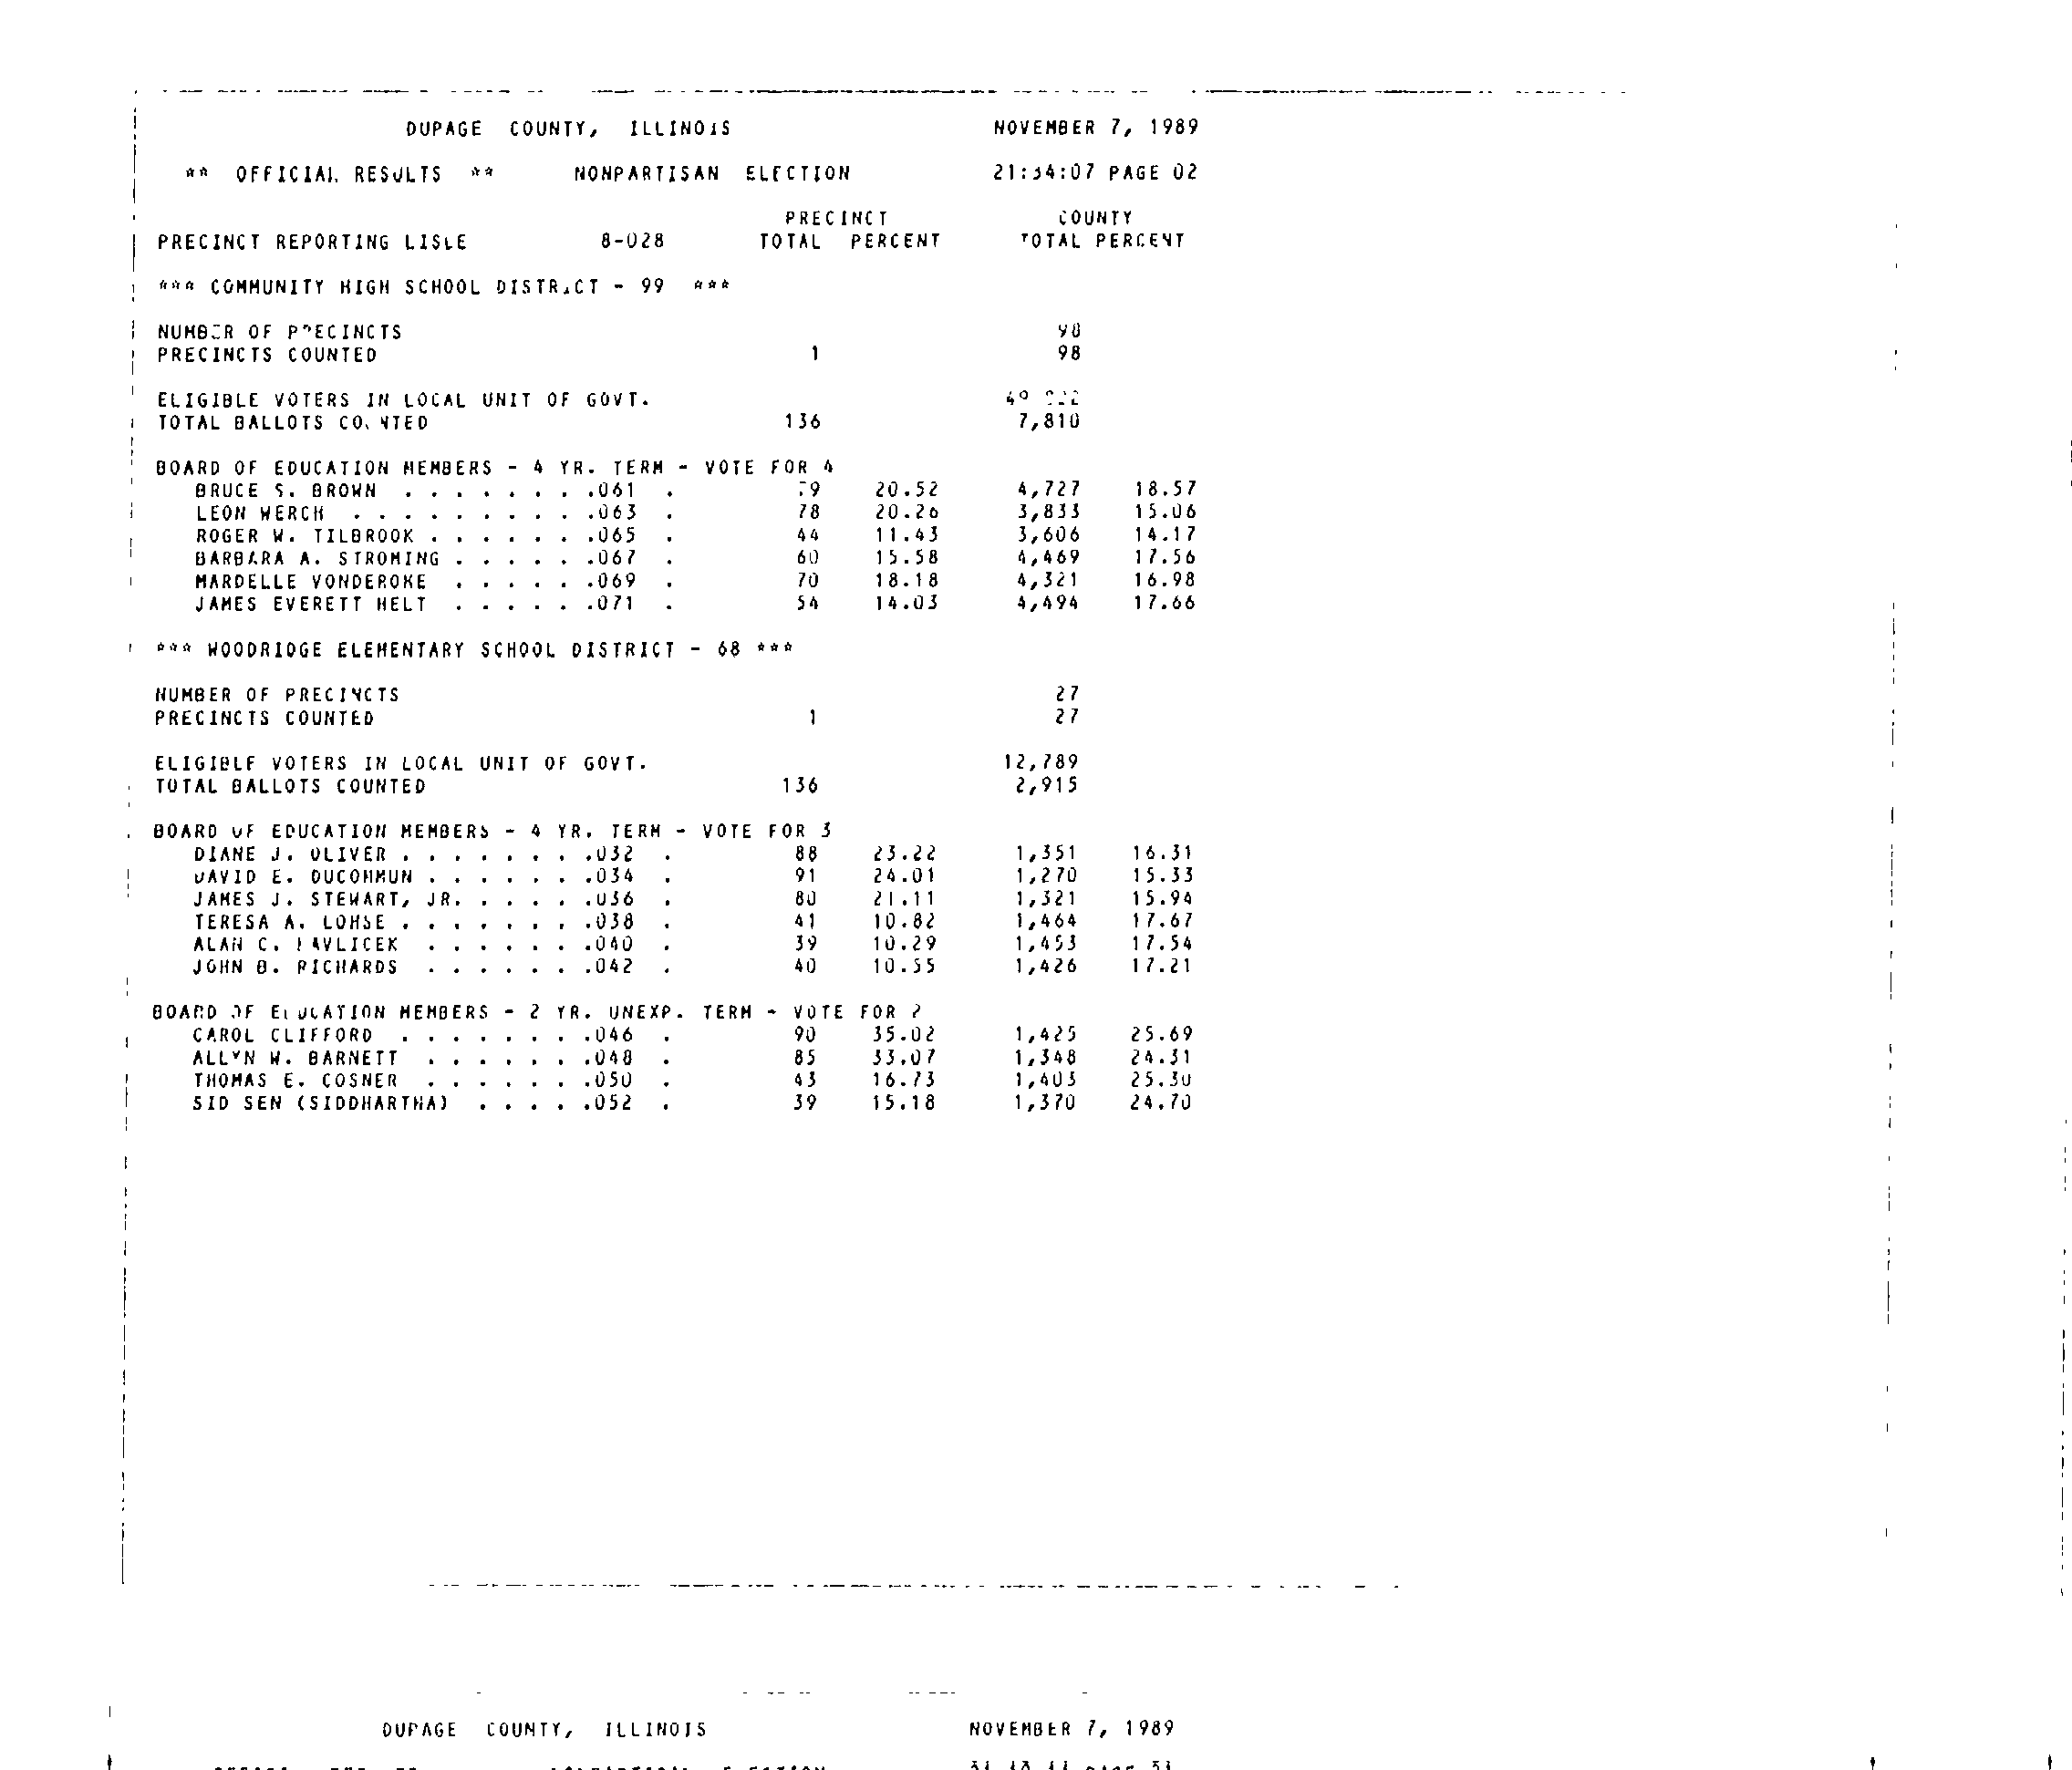 DUPAGE COUNTY, ILLINOIS NOVEMBER 7, 1989
** OFFICIAL RESULTS ** NONPARTISAN ELECTION 21:34:07 PAGE 02
PRECINCT COUNTY
PRECINCT REPORTING LISLE 8-028 TOTAL PERCENT TOTAL PERCENT
*** COMMUNITY HIGH SCHOOL DISTRICT - 99 ***
NUMBER OF PRECINCTS 98
PRECINCTS COUNTED 1 98
ELIGIBLE VOTERS IN LOCAL UNIT OF GOVT.
TOTAL BALLOTS COUNTED 136 7,810
BOARD OF EDUCATION MEMBERS - 4 YR. TERM - VOTE FOR 4
BRUCE S. BROWN . . . . . . . .061 . 79 20.52 4,727 18.57
LEON WERCH . . . . . . . . . .063 . 78 20.26 3,833 15.06
ROGER W. TILBROOK . . . . . . .065 . 44 11.43 3,606 14.17
BARBARA A. STROMING . . . . . .067 . 60 15.58 4,469 17.56
MARDELLE VONDEROHE . . . . . .069 . 70 18.18 4,321 16.98
JAMES EVERETT HELT . . . . . .071 . 54 14.03 4,494 17.66
*** WOODRIDGE ELEMENTARY SCHOOL DISTRICT - 68 ***
NUMBER OF PRECINCTS 27
PRECINCTS COUNTED 1 27
ELIGIBLE VOTERS IN LOCAL UNIT OF GOVT. 12,789
TOTAL BALLOTS COUNTED 136 2,915
BOARD OF EDUCATION MEMBERS - 4 YR. TERM - VOTE FOR 3
DIANE J. OLIVER . . . . . . . .032 . 88 23.22 1,351 16.31
DAVID E. DUCOMMUN . . . . . . .034 . 91 24.01 1,270 15.33
JAMES J. STEWART, JR. . . . . .036 . 80 21.11 1,321 15.94
TERESA A. LOHSE . . . . . . . .038 . 41 10.82 1,464 17.67
ALAN C. PAVLICEK . . . . . . .040 . 39 10.29 1,453 17.54
JOHN B. RICHARDS . . . . . . .042 . 40 10.55 1,426 17.21
BOARD OF EDUCATION MEMBERS - 2 YR. UNEXP. TERM - VOTE FOR 2
CAROL CLIFFORD . . . . . . . .046 . 90 35.02 1,425 25.69
ALLYN W. BARNETT . . . . . . .048 . 85 33.07 1,348 24.31
THOMAS E. COSNER . . . . . . .050 . 43 16.73 1,403 25.30
SID SEN (SIDDHARTHA) . . . . .052 . 39 15.18 1,370 24.70
DUPAGE COUNTY, ILLINOIS NOVEMBER 7, 1989